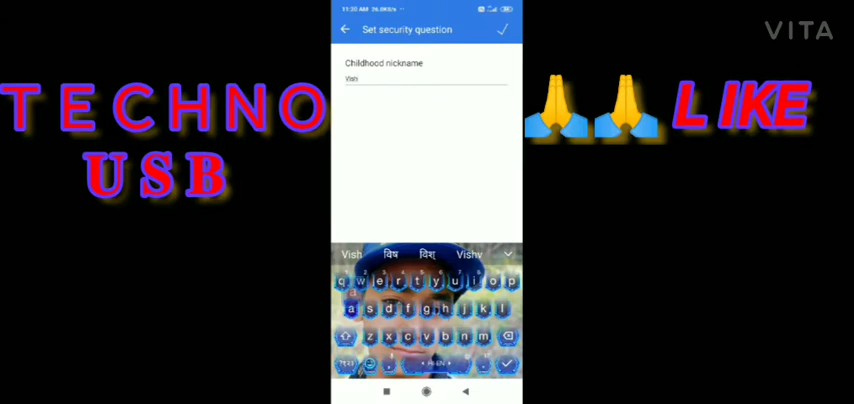 11:30 AM
Set security question
VITA
Childhood nickname
Vish
TECHNO
USB
🙏🙏 LIKE
Vish विष विश् Vishv
q w e r t y u i o p
a s d f g h j k l
z x c v b n m